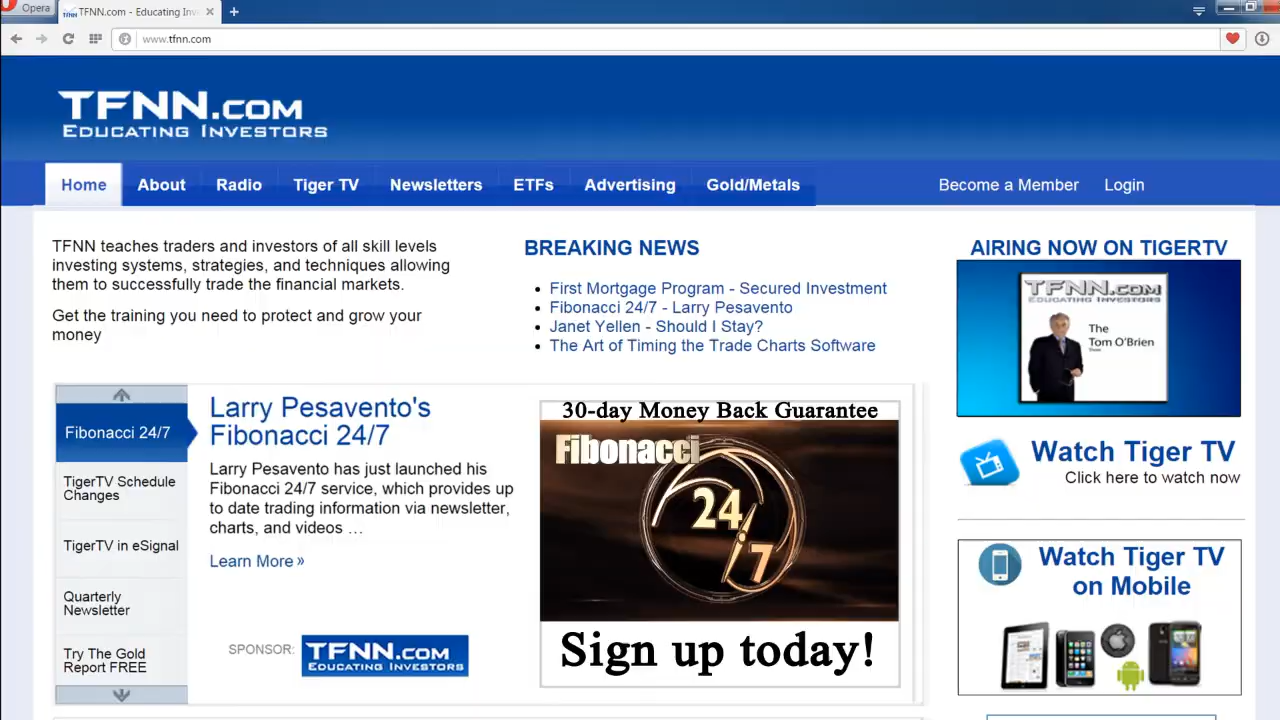 Opera
TFNN.com - Educating Inv
www.tfnn.com
TFNN.COM
EDUCATING INVESTORS
Home About Radio Tiger TV Newsletters ETFs Advertising Gold/Metals Become a Member Login
TFNN teaches traders and investors of all skill levels
investing systems, strategies, and techniques allowing
them to successfully trade the financial markets.
Get the training you need to protect and grow your
money
BREAKING NEWS
First Mortgage Program - Secured Investment
Fibonacci 24/7 - Larry Pesavento
Janet Yellen - Should I Stay?
The Art of Timing the Trade Charts Software
AIRING NOW ON TIGERTV
TFNN.COM
EDUCATING INVESTORS
The
Tom O'Brien
Show
Watch Tiger TV
Click here to watch now
Watch Tiger TV
on Mobile
Fibonacci 24/7
TigerTV Schedule
Changes
TigerTV in eSignal
Quarterly
Newsletter
Try The Gold
Report FREE
Larry Pesavento's
Fibonacci 24/7
Larry Pesavento has just launched his
Fibonacci 24/7 service, which provides up
to date trading information via newsletter,
charts, and videos …
Learn More »
SPONSOR:
TFNN.COM
EDUCATING INVESTORS
30-day Money Back Guarantee
Fibonacci
24
7
Sign up today!